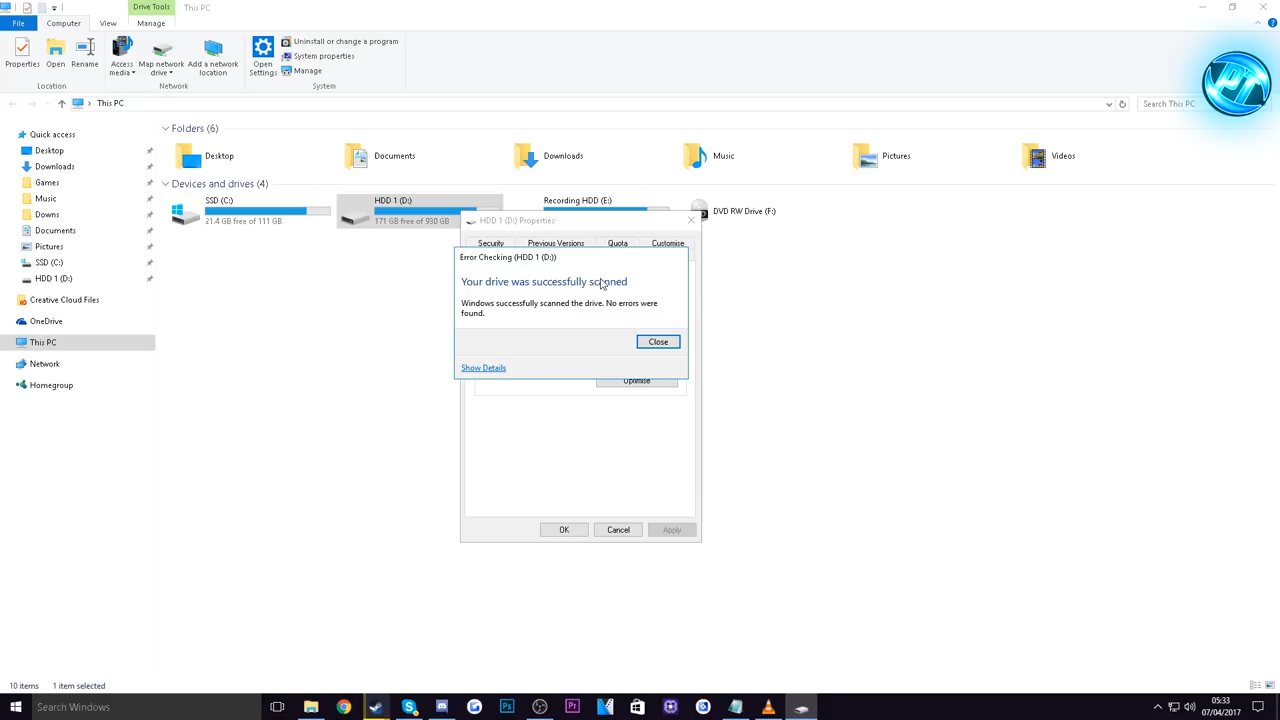 Drive Tools
This PC
File
Computer
View
Manage
Properties
Open
Rename
Access media
Map network drive
Add a network location
Open Settings
Uninstall or change a program
System properties
Manage
Location
Network
System
This PC
Search This PC
Quick access
Desktop
Downloads
Games
Music
Downs
Documents
Pictures
SSD (C:)
HDD 1 (D:)
Creative Cloud Files
OneDrive
This PC
Network
Homegroup
Folders (6)
Desktop
Documents
Downloads
Music
Pictures
Videos
Devices and drives (4)
SSD (C:)
21.4 GB free of 111 GB
HDD 1 (D:)
171 GB free of 930 GB
Recording HDD (E:)
DVD RW Drive (F:)
HDD 1 (D:) Properties
Security
Previous Versions
Quota
Customise
Error Checking (HDD 1 (D:))
Your drive was successfully scanned
Windows successfully scanned the drive. No errors were
found.
Close
Show Details
Optimise
OK
Cancel
Apply
10 items
1 item selected
Search Windows
05:33
07/04/2017